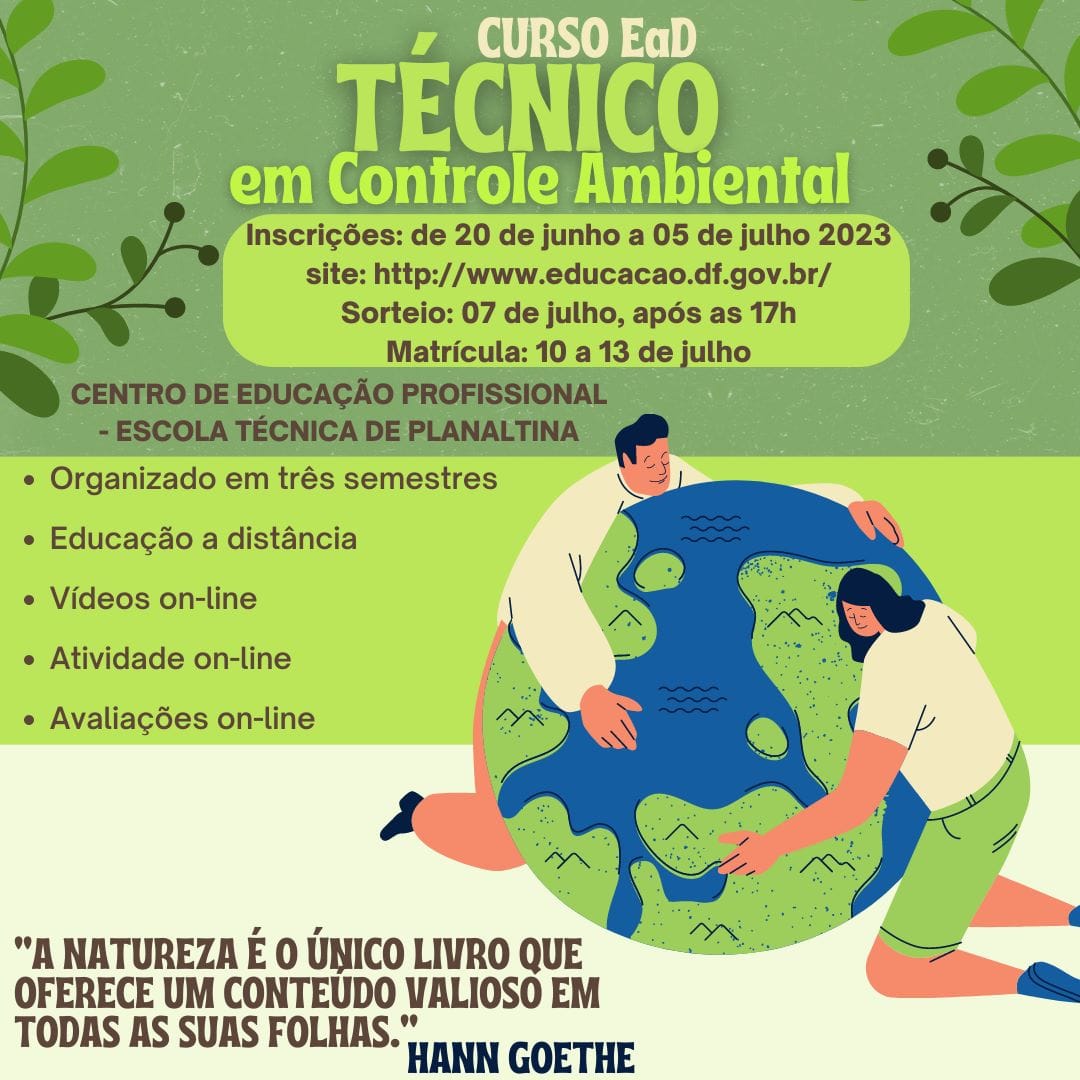 CURSO EaD
TÉCNICO
em Controle Ambiental
Inscrições: de 20 de junho a 05 de julho 2023
site: http://www.educacao.df.gov.br/
Sorteio: 07 de julho, após as 17h
Matrícula: 10 a 13 de julho
CENTRO DE EDUCAÇÃO PROFISSIONAL
- ESCOLA TÉCNICA DE PLANALTINA
• Organizado em três semestres
• Educação a distância
• Vídeos on-line
• Atividade on-line
• Avaliações on-line
"A NATUREZA É O ÚNICO LIVRO QUE
OFERECE UM CONTEÚDO VALIOSO EM
TODAS AS SUAS FOLHAS."
HANN GOETHE